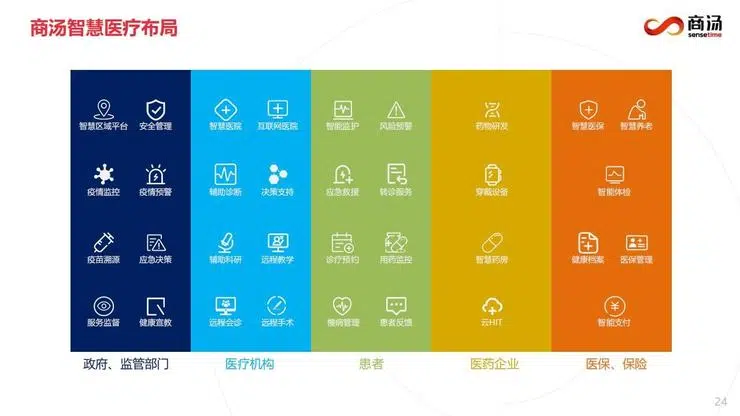 商汤智慧医疗布局
商汤
sensetime
智慧区域平台 安全管理 智慧医院 互联网医院 智能监护 风险预警 药物研发 智慧医保 智慧养老
疫情监控 疫情预警 辅助诊断 决策支持 应急救援 转诊服务 穿戴设备 智能体检
疫苗溯源 应急决策 辅助科研 远程教学 诊疗预约 用药监控 智慧药房 健康档案 医保管理
服务监督 健康宣教 远程会诊 远程手术 慢病管理 患者反馈 云HIT 智能支付
政府、监管部门 医疗机构 患者 医药企业 医保、保险
24